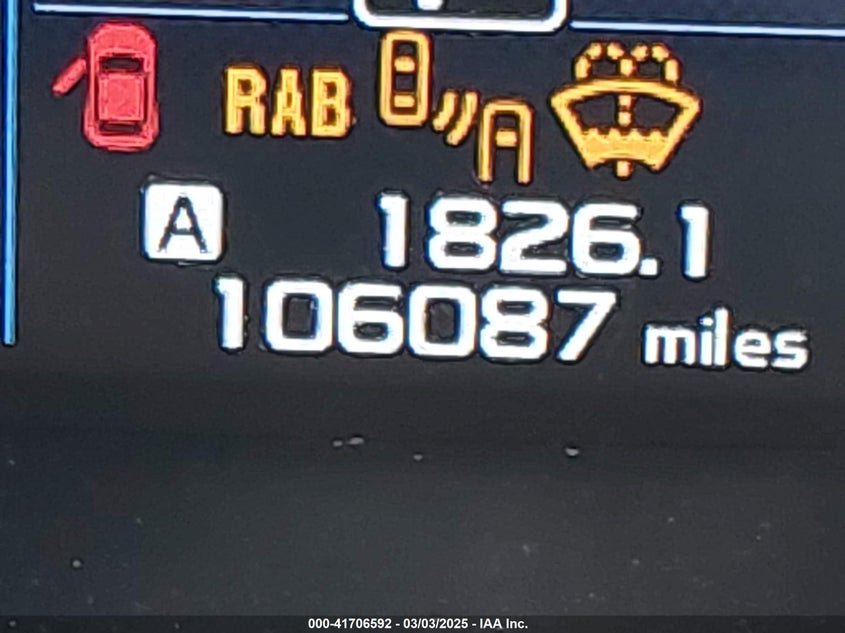 RAB
A 1826.1
106087 miles
000-41706592 - 03/03/2025 - IAA Inc.